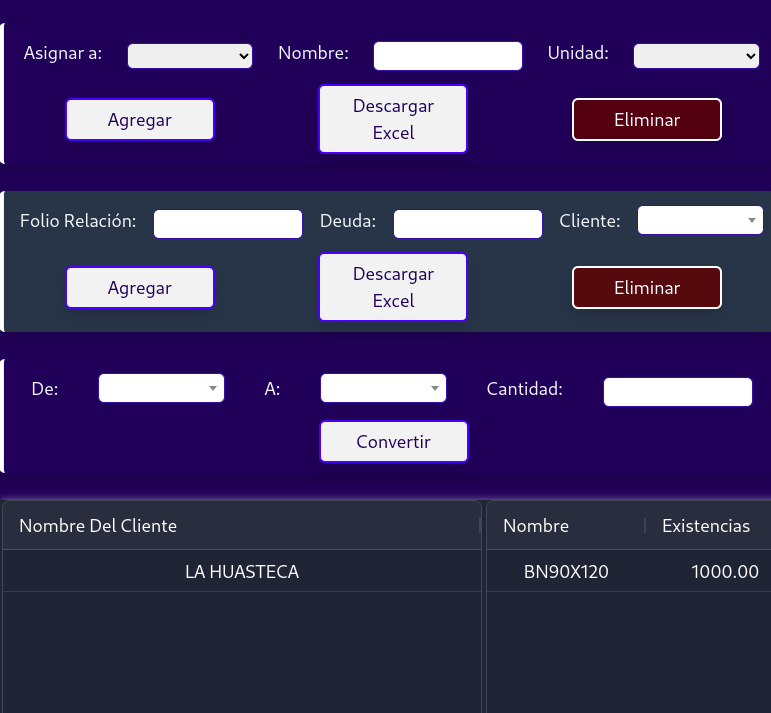 Asignar a: Nombre: Unidad:
Agregar
Descargar
Excel
Eliminar
Folio Relación: Deuda: Cliente:
Agregar
Descargar
Excel
Eliminar
De: A: Cantidad:
Convertir
Nombre Del Cliente
Nombre Existencias
LA HUASTECA
BN90X120 1000.00